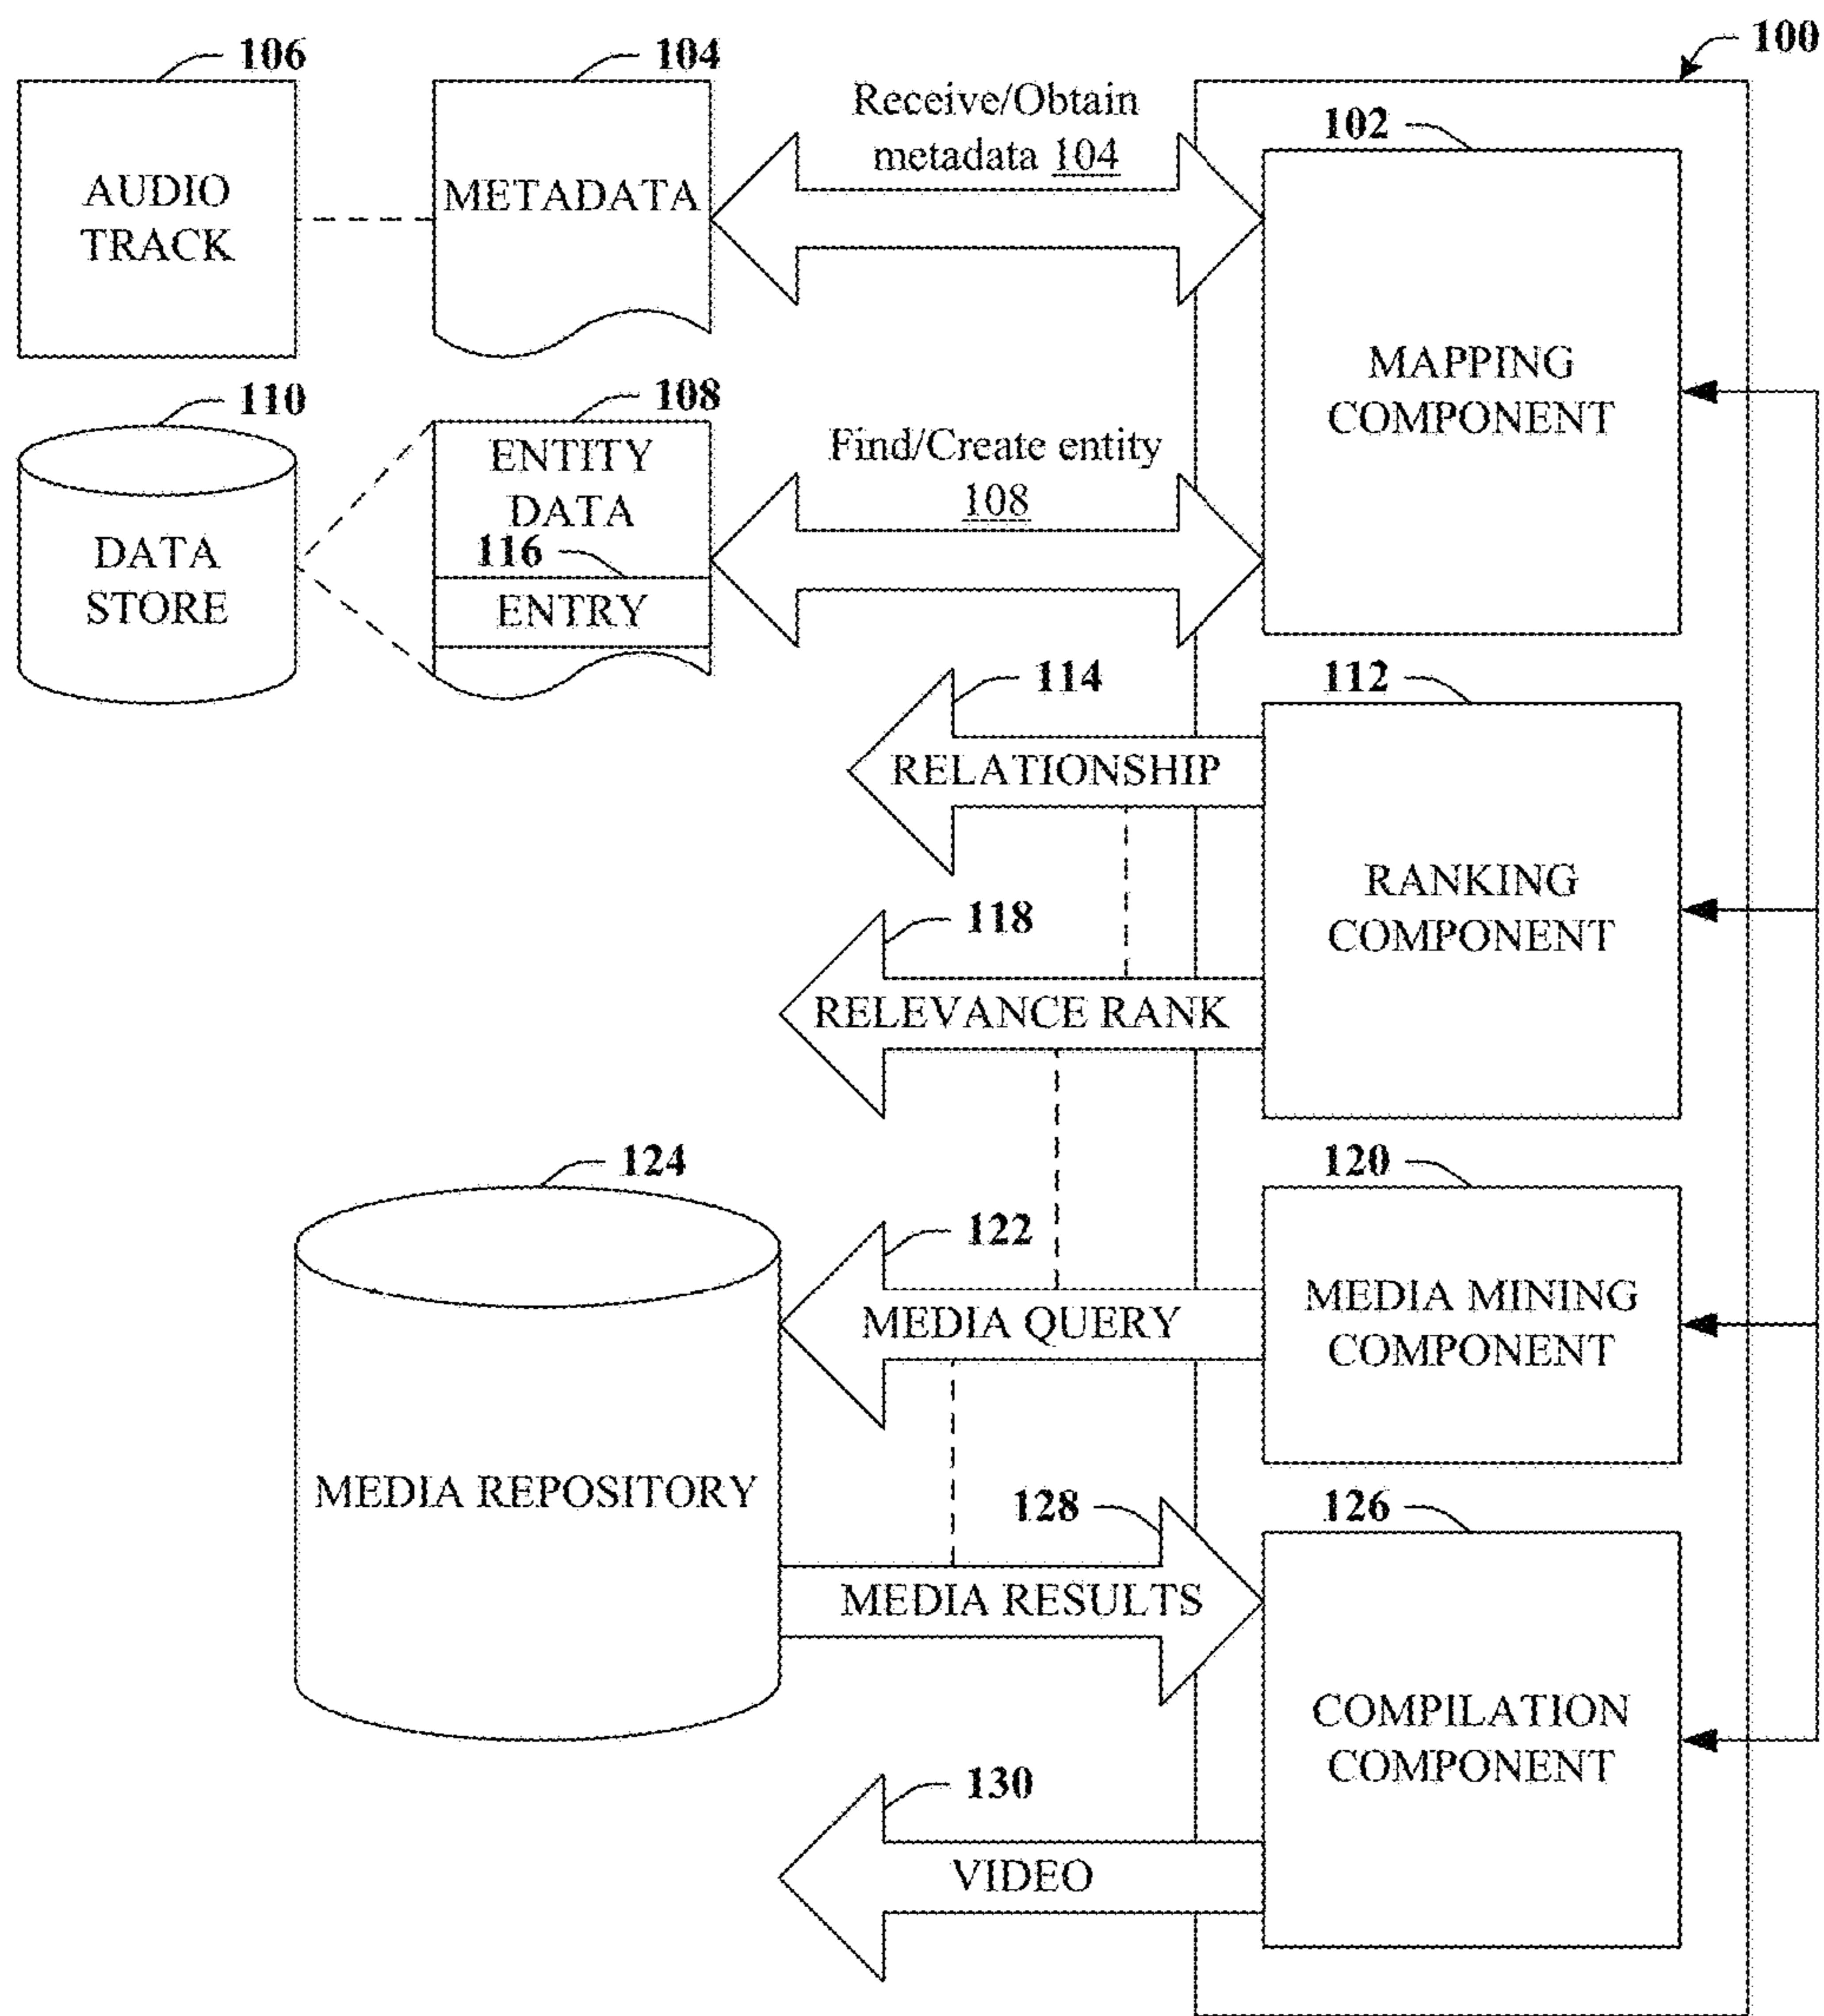 100
106
104
AUDIO
TRACK
METADATA
Receive/Obtain
metadata 104
102
MAPPING
COMPONENT
110
108
DATA
STORE
ENTITY
DATA
116
ENTRY
Find/Create entity
108
114
RELATIONSHIP
112
RANKING
COMPONENT
118
RELEVANCE RANK
124
MEDIA REPOSITORY
122
MEDIA QUERY
120
MEDIA MINING
COMPONENT
128
MEDIA RESULTS
126
COMPILATION
COMPONENT
130
VIDEO